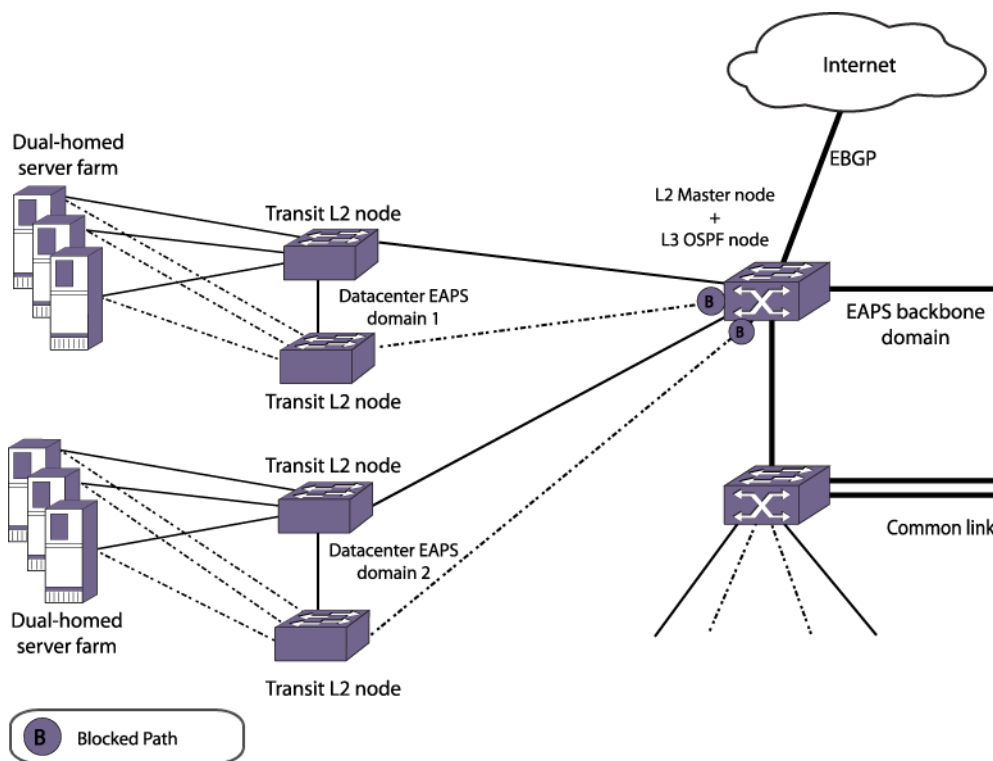 Internet
EBGP
Dual-homed
server farm
Transit L2 node
L2 Master node
+
L3 OSPF node
Datacenter EAPS
domain 1
B
B
EAPS backbone
domain
Transit L2 node
Transit L2 node
Datacenter EAPS
domain 2
Common link
Dual-homed
server farm
Transit L2 node
B
Blocked Path